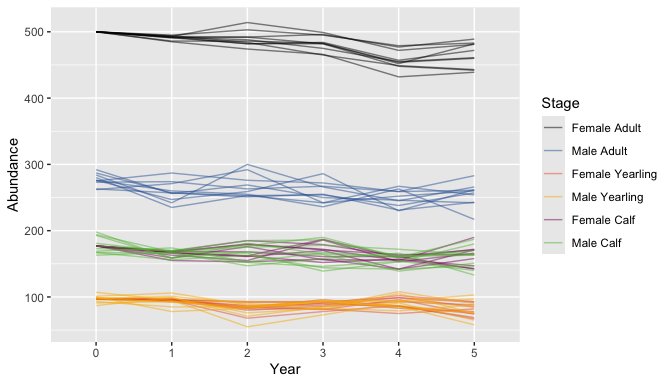 500
400
300
200
100
Abundance
0 1 2 3 4 5
Year
Stage
Female Adult
Male Adult
Female Yearling
Male Yearling
Female Calf
Male Calf